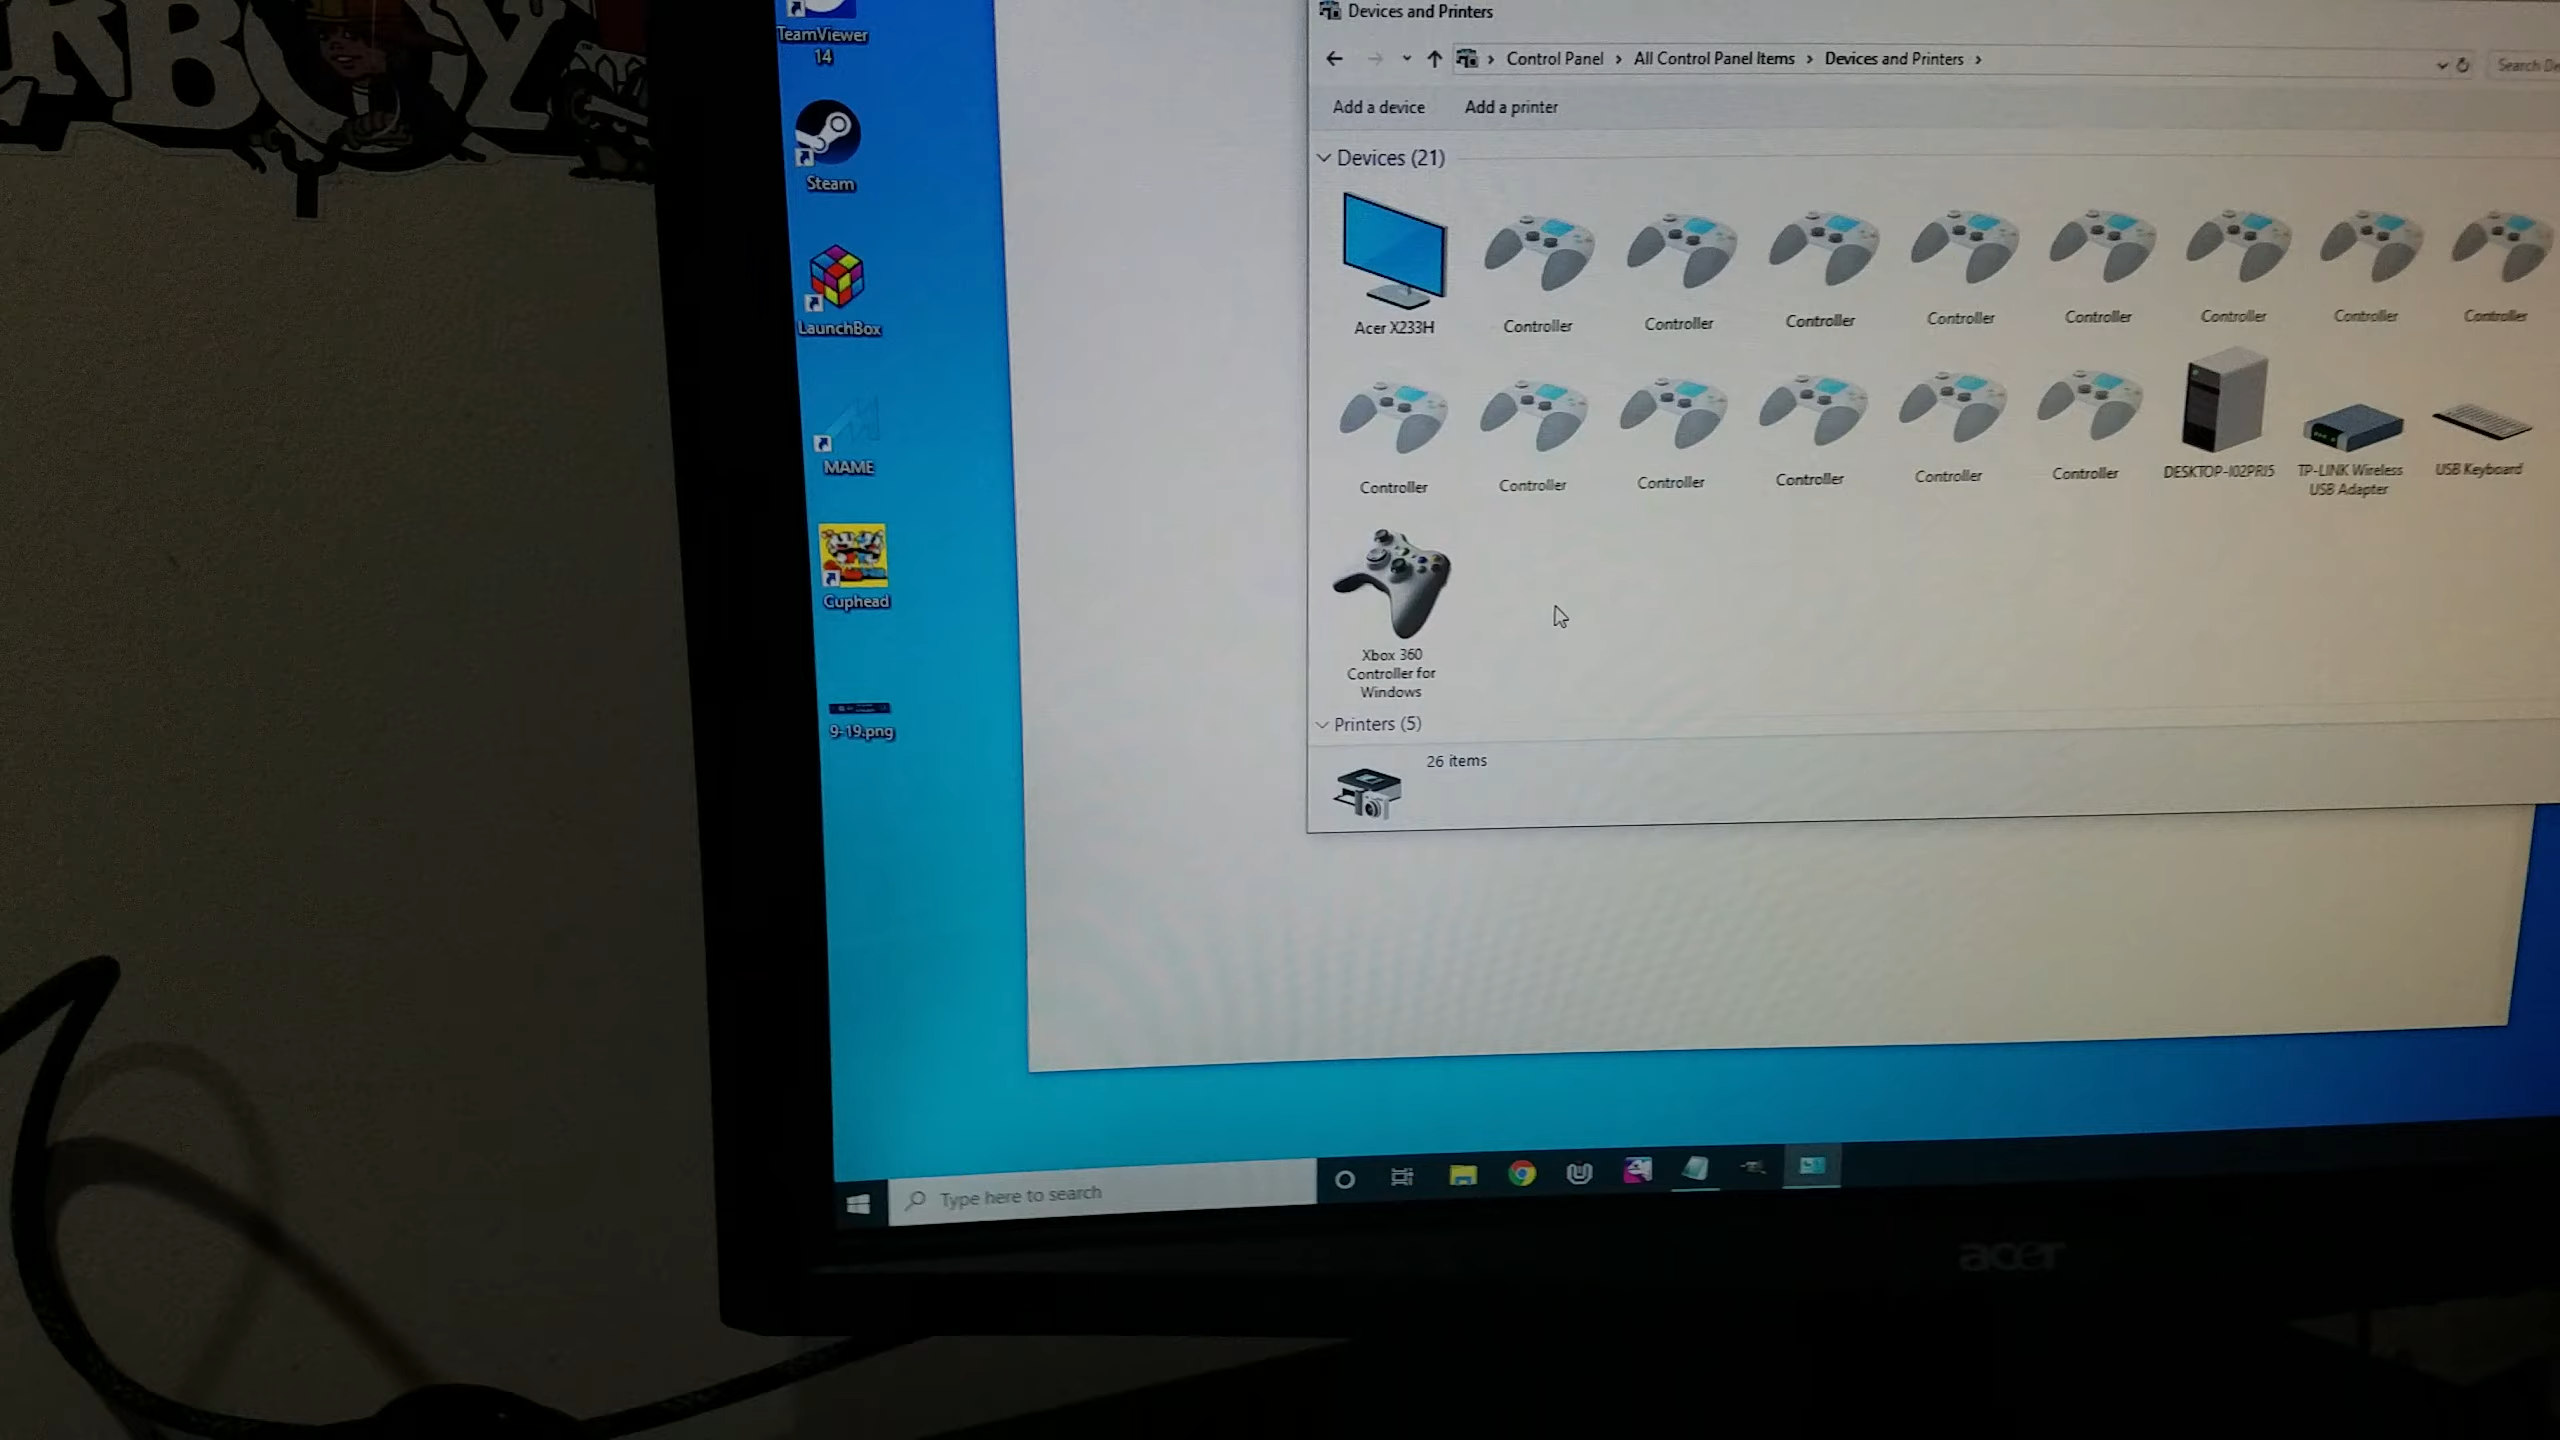 Devices and Printers
TeamViewer
14
Control Panel > All Control Panel Items > Devices and Printers >
Add a device Add a printer
Devices (21)
Steam
Acer X233H
Controller
Controller
Controller
Controller
Controller
Controller
Controller
Controller
LaunchBox
MAME
Controller
Controller
Controller
Controller
Controller
Controller
TP-LINK Wireless
USB Adapter
USB Keyboard
Cuphead
Xbox 360
Controller for
Windows
9-19.png
Printers (5)
26 items
Type here to search
acer